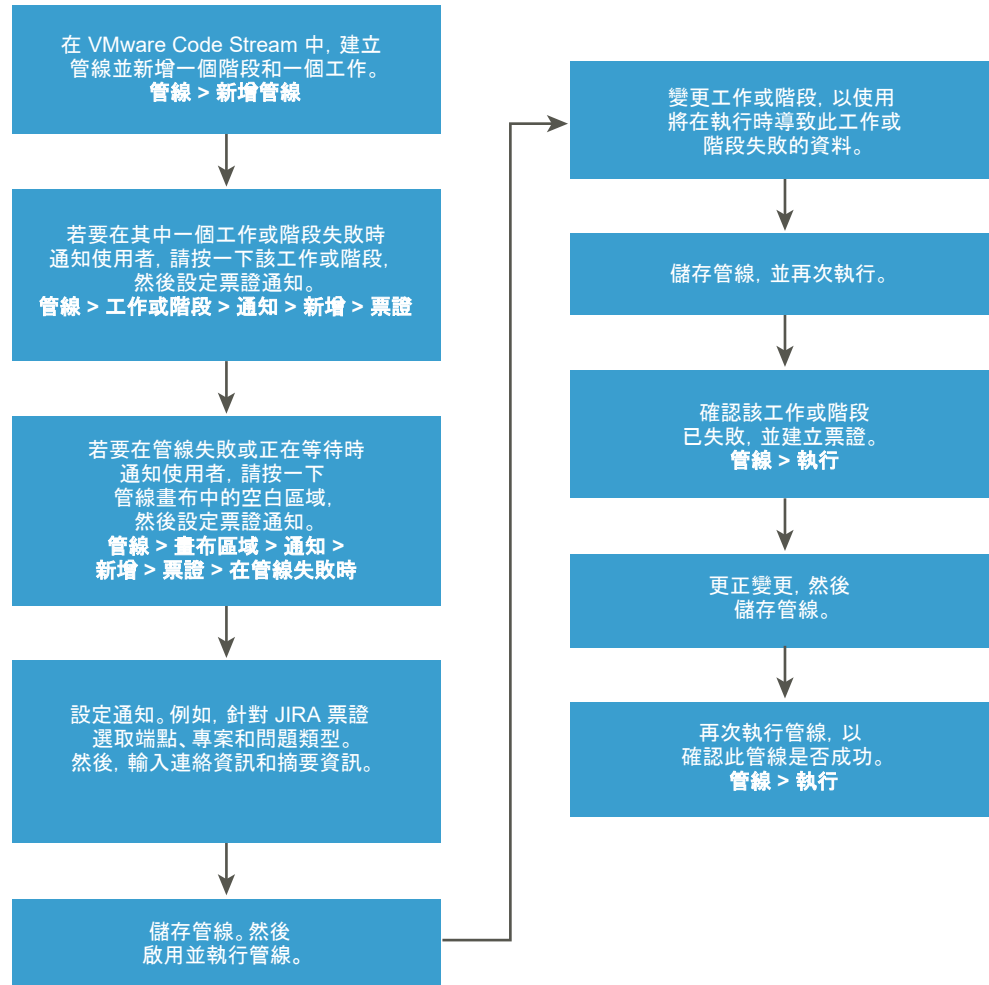 在 VMware Code Stream 中, 建立
管線並新增一個階段和一個工作。
管線 > 新增管線
若要在其中一個工作或階段失敗時
通知使用者, 請按一下該工作或階段,
然後設定票證通知。
管線 > 工作或階段 > 通知 > 新增 > 票證
若要在管線失敗或正在等待時
通知使用者, 請按一下
管線畫布中的空白區域,
然後設定票證通知。
管線 > 畫布區域 > 通知 >
新增 > 票證 > 在管線失敗時
設定通知。例如, 針對 JIRA 票證
選取端點、專案和問題類型。
然後, 輸入連絡資訊和摘要資訊。
儲存管線。然後
啟用並執行管線。
變更工作或階段, 以使用
將在執行時導致此工作或
階段失敗的資料。
儲存管線, 並再次執行。
確認該工作或階段
已失敗, 並建立票證。
管線 > 執行
更正變更, 然後
儲存管線。
再次執行管線, 以
確認此管線是否成功。
管線 > 執行